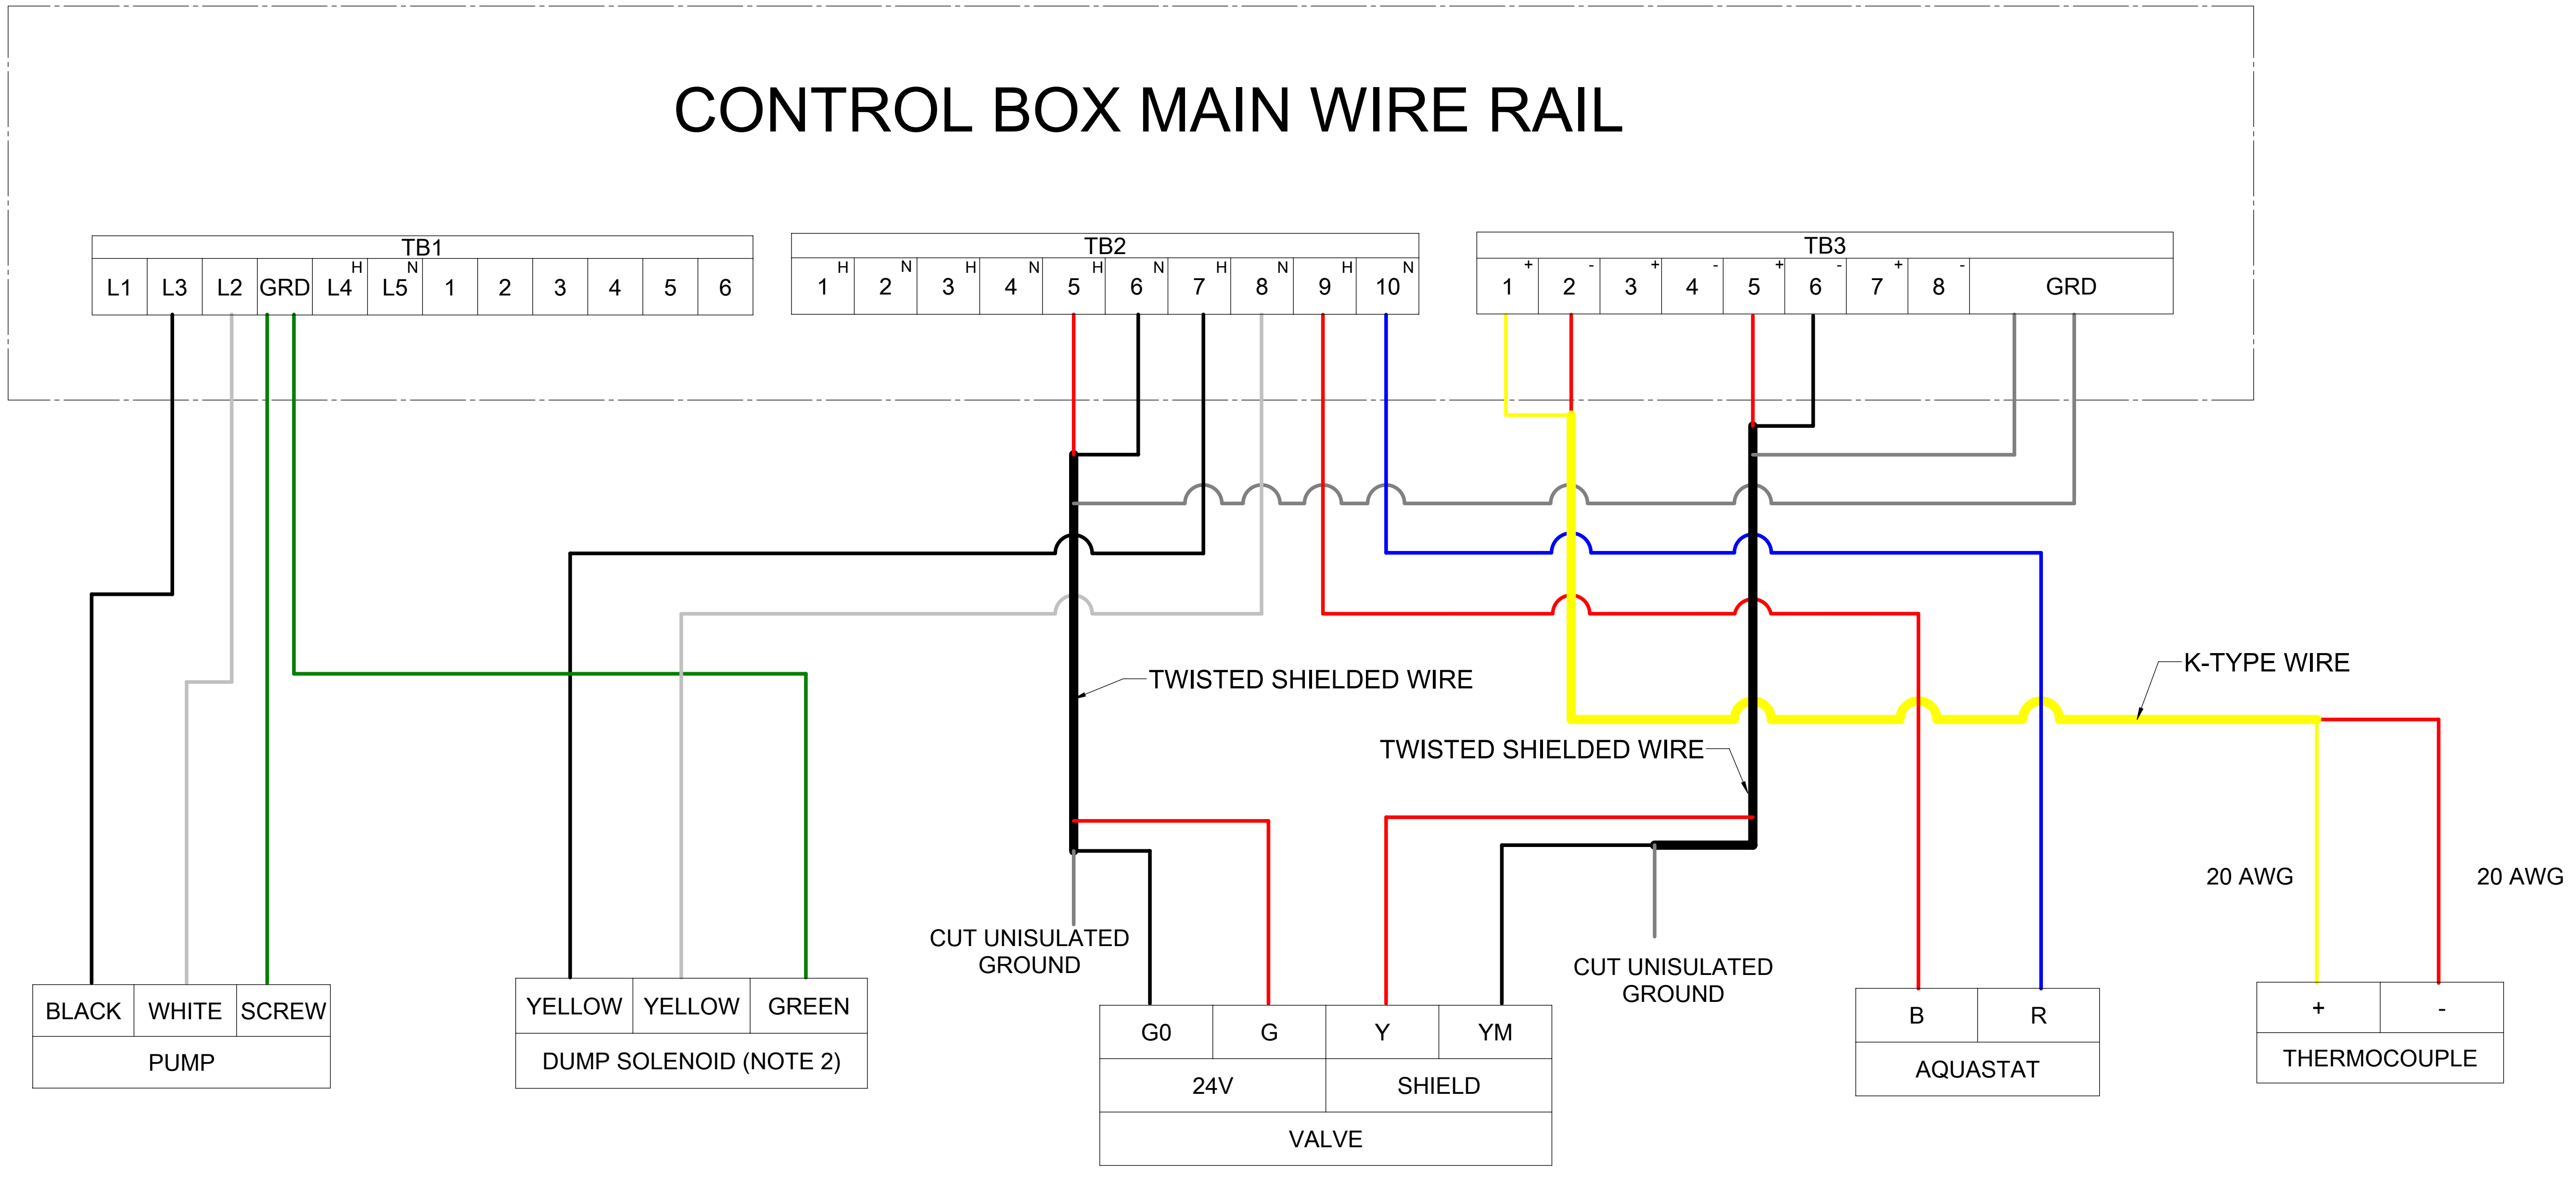 CONTROL BOX MAIN WIRE RAIL
TB1
L1 L3 L2 GRD L4 H L5 N 1 2 3 4 5 6
TB2
1 H 2 N 3 H 4 N 5 H 6 N 7 H 8 N 9 H 10 N
TB3
1 + 2 - 3 + 4 - 5 + 6 - 7 + 8 - GRD
K-TYPE WIRE
TWISTED SHIELDED WIRE
TWISTED SHIELDED WIRE
20 AWG
20 AWG
CUT UNISULATED
GROUND
CUT UNISULATED
GROUND
BLACK WHITE SCREW
PUMP
YELLOW YELLOW GREEN
DUMP SOLENOID (NOTE 2)
G0 G Y YM
24V SHIELD
VALVE
B R
AQUASTAT
+ -
THERMOCOUPLE